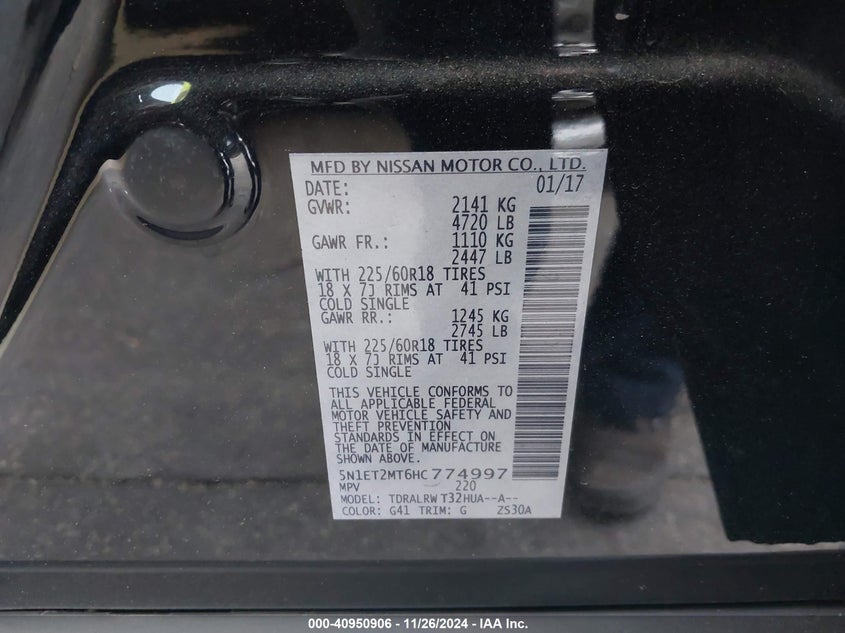 MFD BY NISSAN MOTOR CO., LTD.
DATE: 01/17
GVWR: 2141 KG
4720 LB
GAWR FR.: 1110 KG
2447 LB
WITH 225/60R18 TIRES
18 X 7J RIMS AT 41 PSI
COLD SINGLE
GAWR RR.: 1245 KG
2745 LB
WITH 225/60R18 TIRES
18 X 7J RIMS AT 41 PSI
COLD SINGLE
THIS VEHICLE CONFORMS TO
ALL APPLICABLE FEDERAL
MOTOR VEHICLE SAFETY AND
THEFT PREVENTION
STANDARDS IN EFFECT ON
THE DATE OF MANUFACTURE
SHOWN ABOVE.
5N1ET2MT6HC774997
MPV 220
MODEL: TDRALRW T32HUA--A--
COLOR: G41 TRIM: G ZS30A
000-40950906 - 11/26/2024 - IAA Inc.